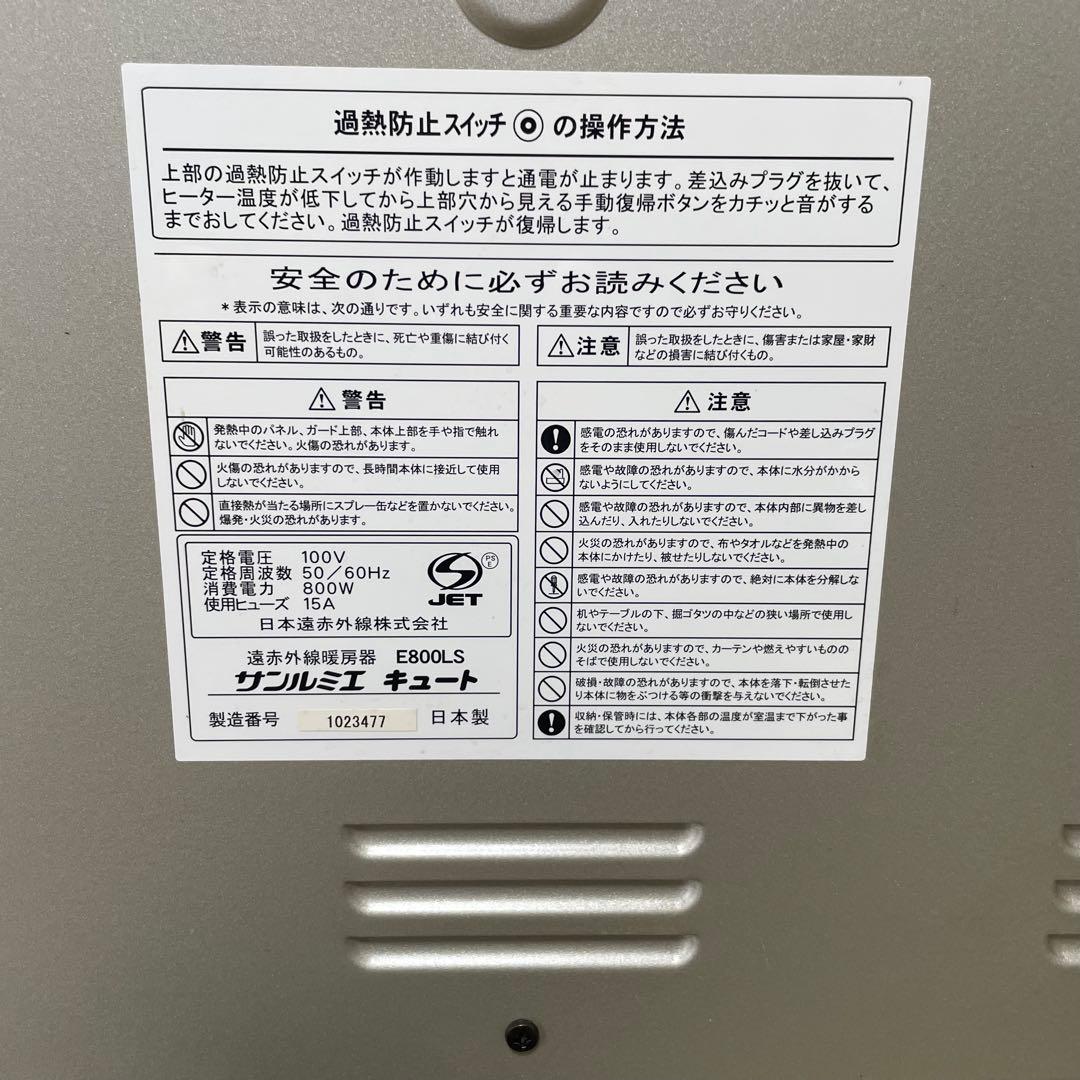 過熱防止スイッチ◎の操作方法
上部の過熱防止スイッチが作動しますと通電が止まります。差込みプラグを抜いて、
ヒーター温度が低下してから上部穴から見える手動復帰ボタンをカチッと音がする
までおしてください。過熱防止スイッチが復帰します。
安全のために必ずお読みください
*表示の意味は、次の通りです。いずれも安全に関する重要な内容ですので必ずお守りください。
警告
誤った取扱をしたときに、死亡や重傷に結び付く
可能性のあるもの。
注意
誤った取扱をしたときに、傷害または家屋・家財
などの損害に結び付くもの。
警告
発熱中のパネル、ガード上部、本体上部を手や指で触れ
ないでください。火傷の恐れがあります。
火傷の恐れがありますので、長時間本体に接近して使用
しないでください。
直接熱が当たる場所にスプレー缶などを置かないでください。
爆発・火災の恐れがあります。
定格電圧 100V
定格周波数 50/60Hz
消費電力 800W
使用ヒューズ 15A
JET
PS
E
日本遠赤外線株式会社
遠赤外線暖房器 E800LS
サンルミエ キュート
製造番号 1023477 日本製
注意
感電の恐れがありますので、傷んだコードや差し込みプラグ
をそのまま使用しないでください。
感電や故障の恐れがありますので、本体に水分がかから
ないようにしてください。
感電や故障の恐れがありますので、本体内部に異物を差し
込んだり、入れたりしないでください。
火災の恐れがありますので、布やタオルなどを発熱中の
本体にかけたり、被せたりしないでください。
感電や故障の恐れがありますので、絶対に本体を分解しな
いでください。
机やテーブルの下、掘ゴタツの中などの狭い場所で使用し
ないでください。
火災の恐れがありますので、カーテンや燃えやすいものの
そばで使用しないでください。
破損・故障の恐れがありますので、本体を落下・転倒させた
り本体に物をぶつける等の衝撃を与えないでください。
収納・保管時には、本体各部の温度が室温まで下がった事
を確認してから行ってください。